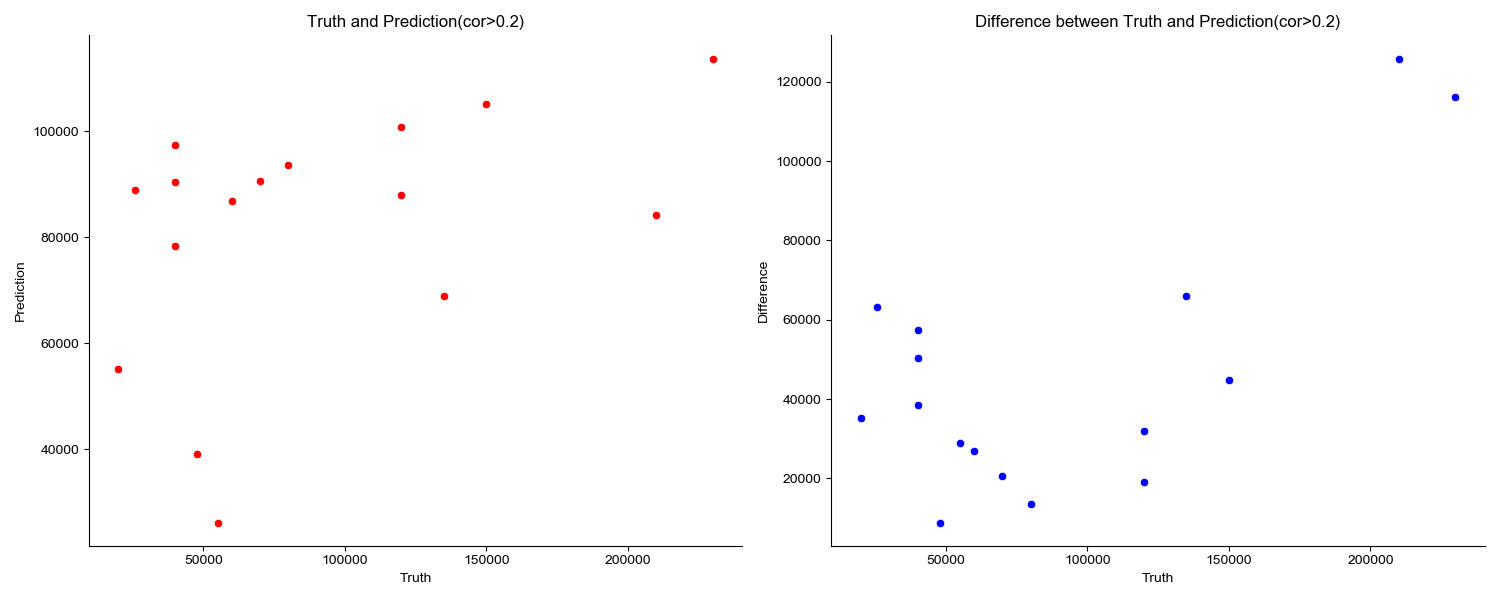 Truth and Prediction(cor>0.2)
Prediction
100000
80000
60000
40000
50000 100000 150000 200000
Truth
Difference between Truth and Prediction(cor>0.2)
Difference
120000
100000
80000
60000
40000
20000
50000 100000 150000 200000
Truth